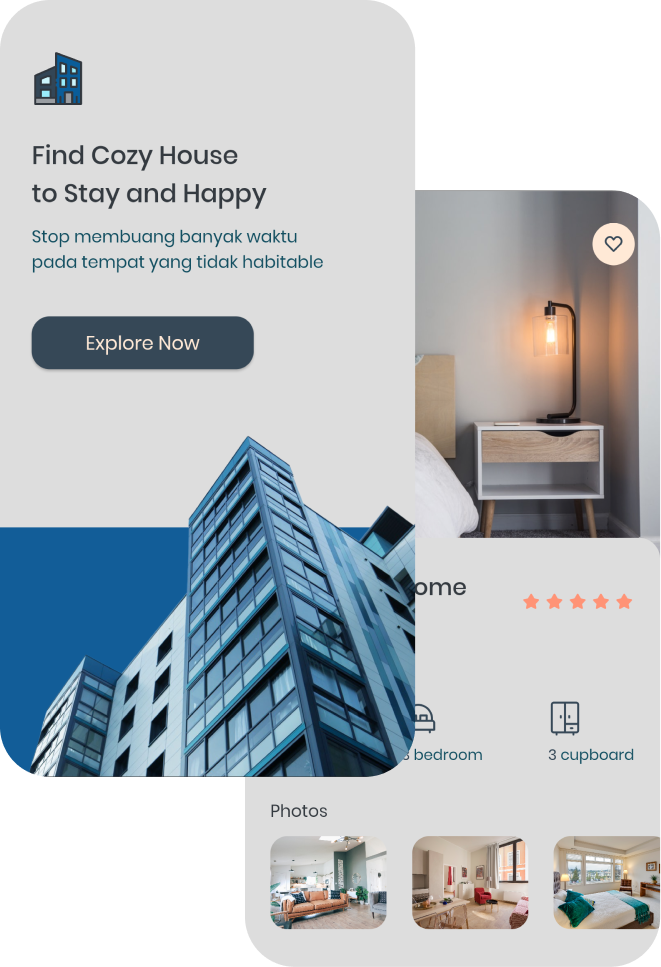 Find Cozy House
to Stay and Happy
Stop membuang banyak waktu
pada tempat yang tidak habitable
Explore Now
ome
bedroom
3 cupboard
Photos